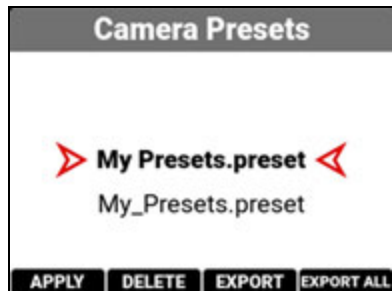 Camera Presets
My Presets.preset
My_Presets.preset
APPLY DELETE EXPORT EXPORT ALL